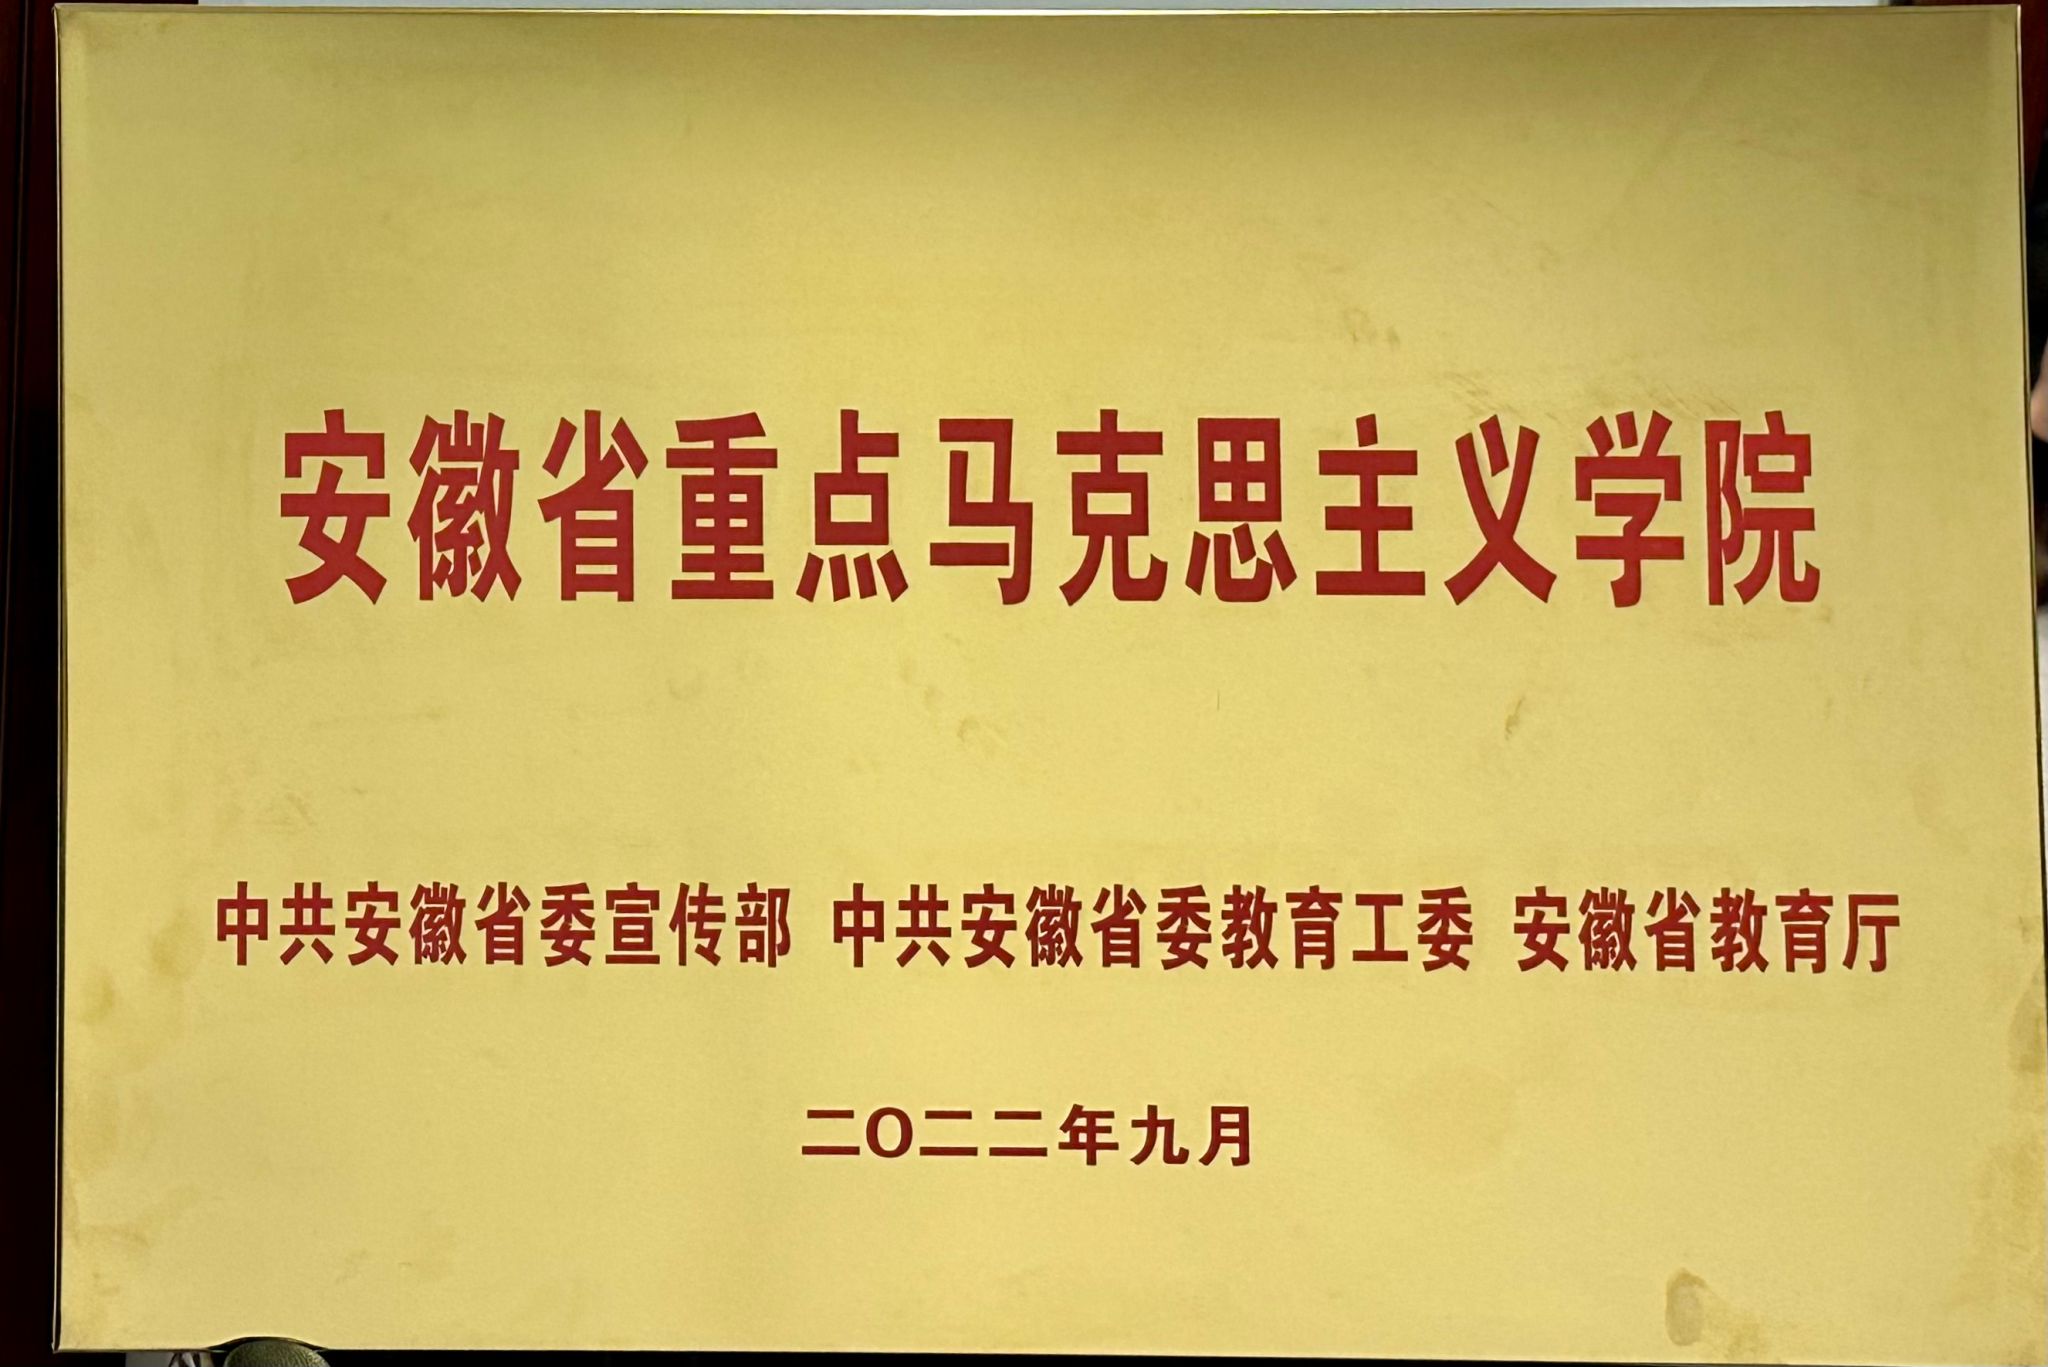 安徽省重点马克思主义学院
中共安徽省委宣传部 中共安徽省委教育工委 安徽省教育厅
二〇二二年九月